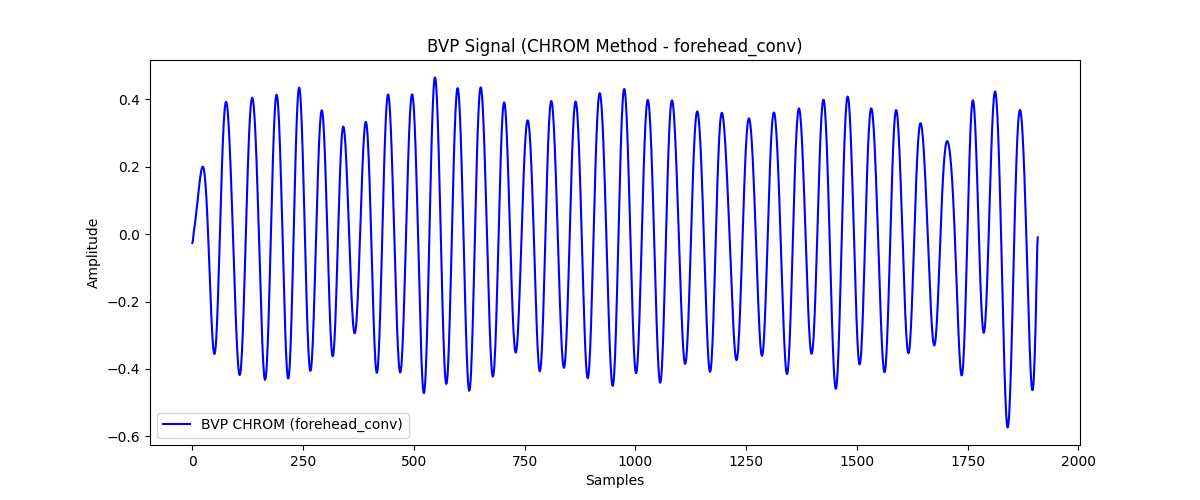 BVP Signal (CHROM Method - forehead_conv)
Amplitude
0.4
0.2
0.0
−0.2
−0.4
−0.6
BVP CHROM (forehead_conv)
0 250 500 750 1000 1250 1500 1750 2000
Samples